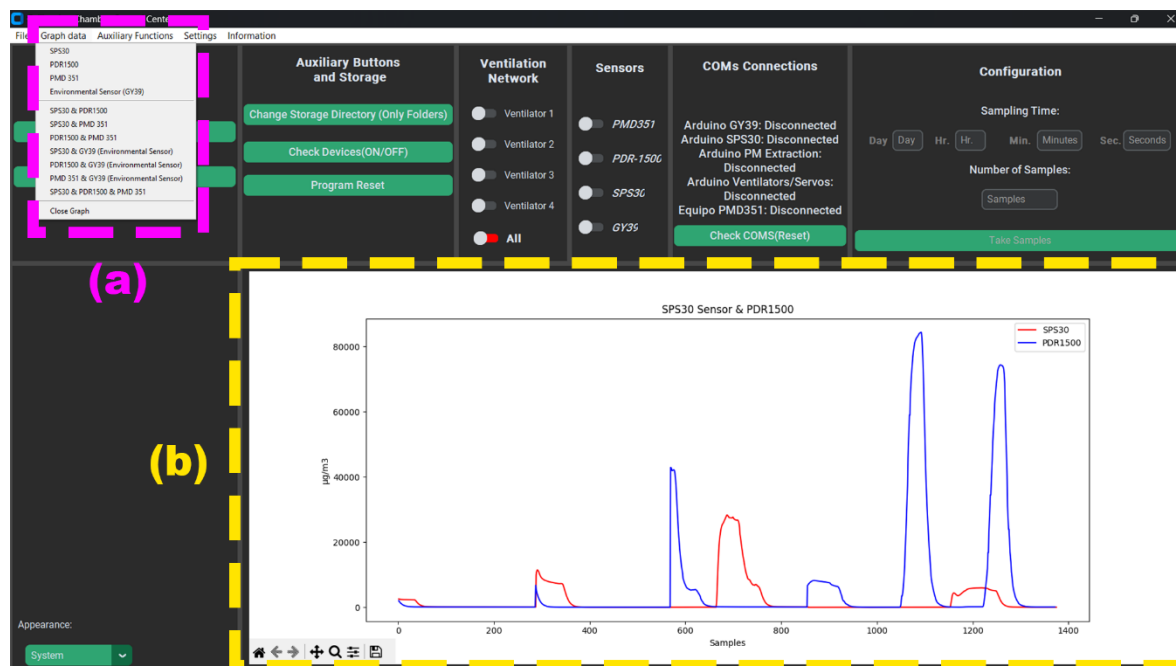 Chamb
Cente
File
Graph data
Auxiliary Functions
Settings
Information
SPS30
PDR1500
PMD 351
Environmental Sensor (GY39)
SPS30 & PDR1500
SPS30 & PMD 351
PDR1500 & PMD 351
SPS30 & GY39 (Environmental Sensor)
PDR1500 & GY39 (Environmental Sensor)
PMD 351 & GY39 (Environmental Sensor)
SPS30 & PDR1500 & PMD 351
Close Graph
(a)
Auxiliary Buttons
and Storage
Change Storage Directory (Only Folders)
Check Devices(ON/OFF)
Program Reset
Ventilation
Network
Ventilator 1
Ventilator 2
Ventilator 3
Ventilator 4
All
Sensors
PMD351
PDR-1500
SPS30
GY39
COMs Connections
Arduino GY39: Disconnected
Arduino SPS30: Disconnected
Arduino PM Extraction:
Disconnected
Arduino Ventilators/Servos:
Disconnected
Equipo PMD351: Disconnected
Check COMS(Reset)
Configuration
Sampling Time:
Day Day Hr. Hr. Min. Minutes Sec. Seconds
Number of Samples:
Samples
Take Samples
(b)
SPS30 Sensor & PDR1500
SPS30
PDR1500
80000
60000
40000
20000
0
µg/m3
0 200 400 600 800 1000 1200 1400
Samples
Appearance:
System